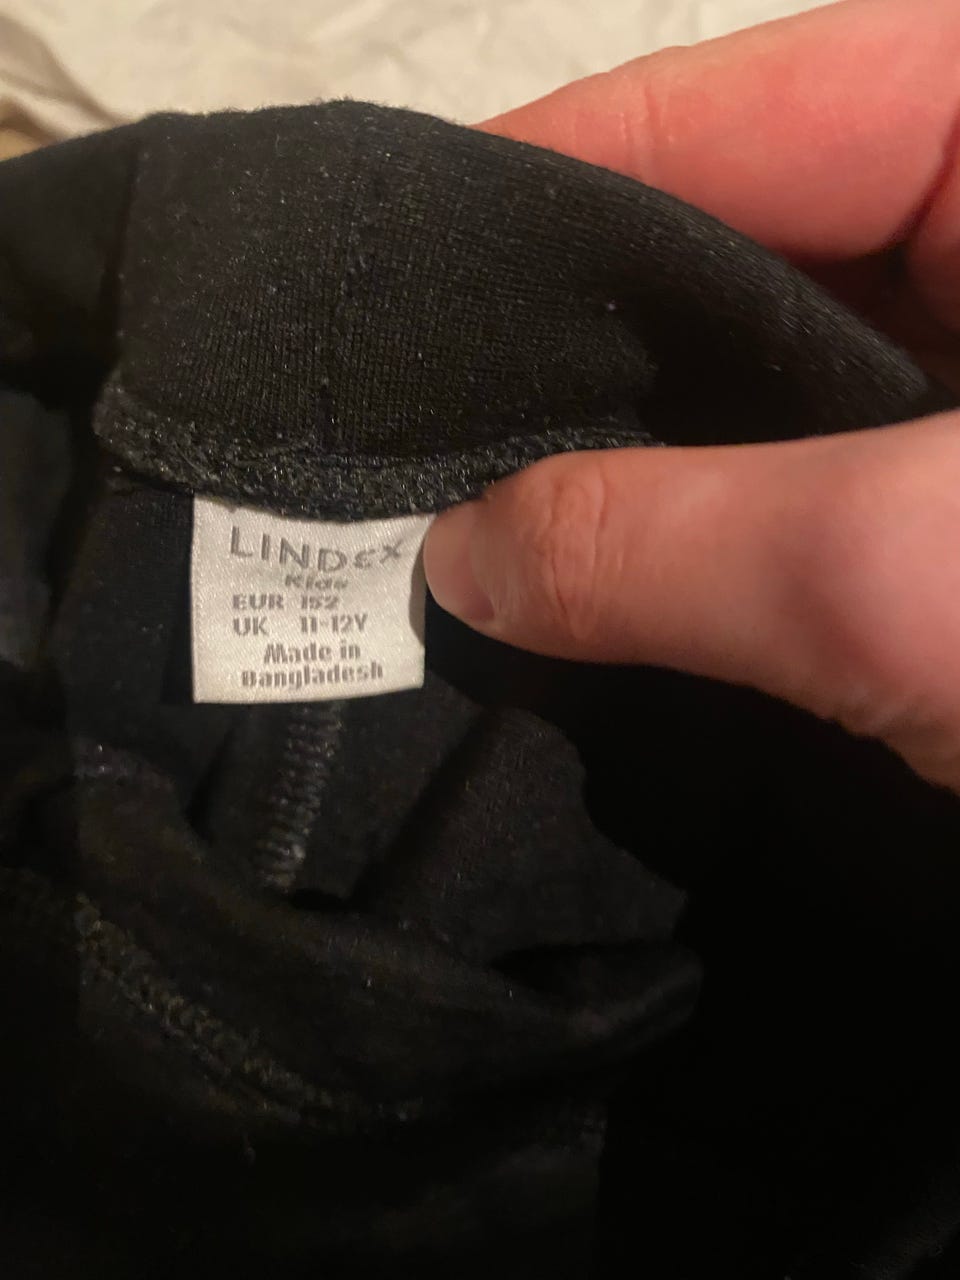 LINDEX
Kids
EUR 152
UK 11-12Y
Made in
Bangladesh